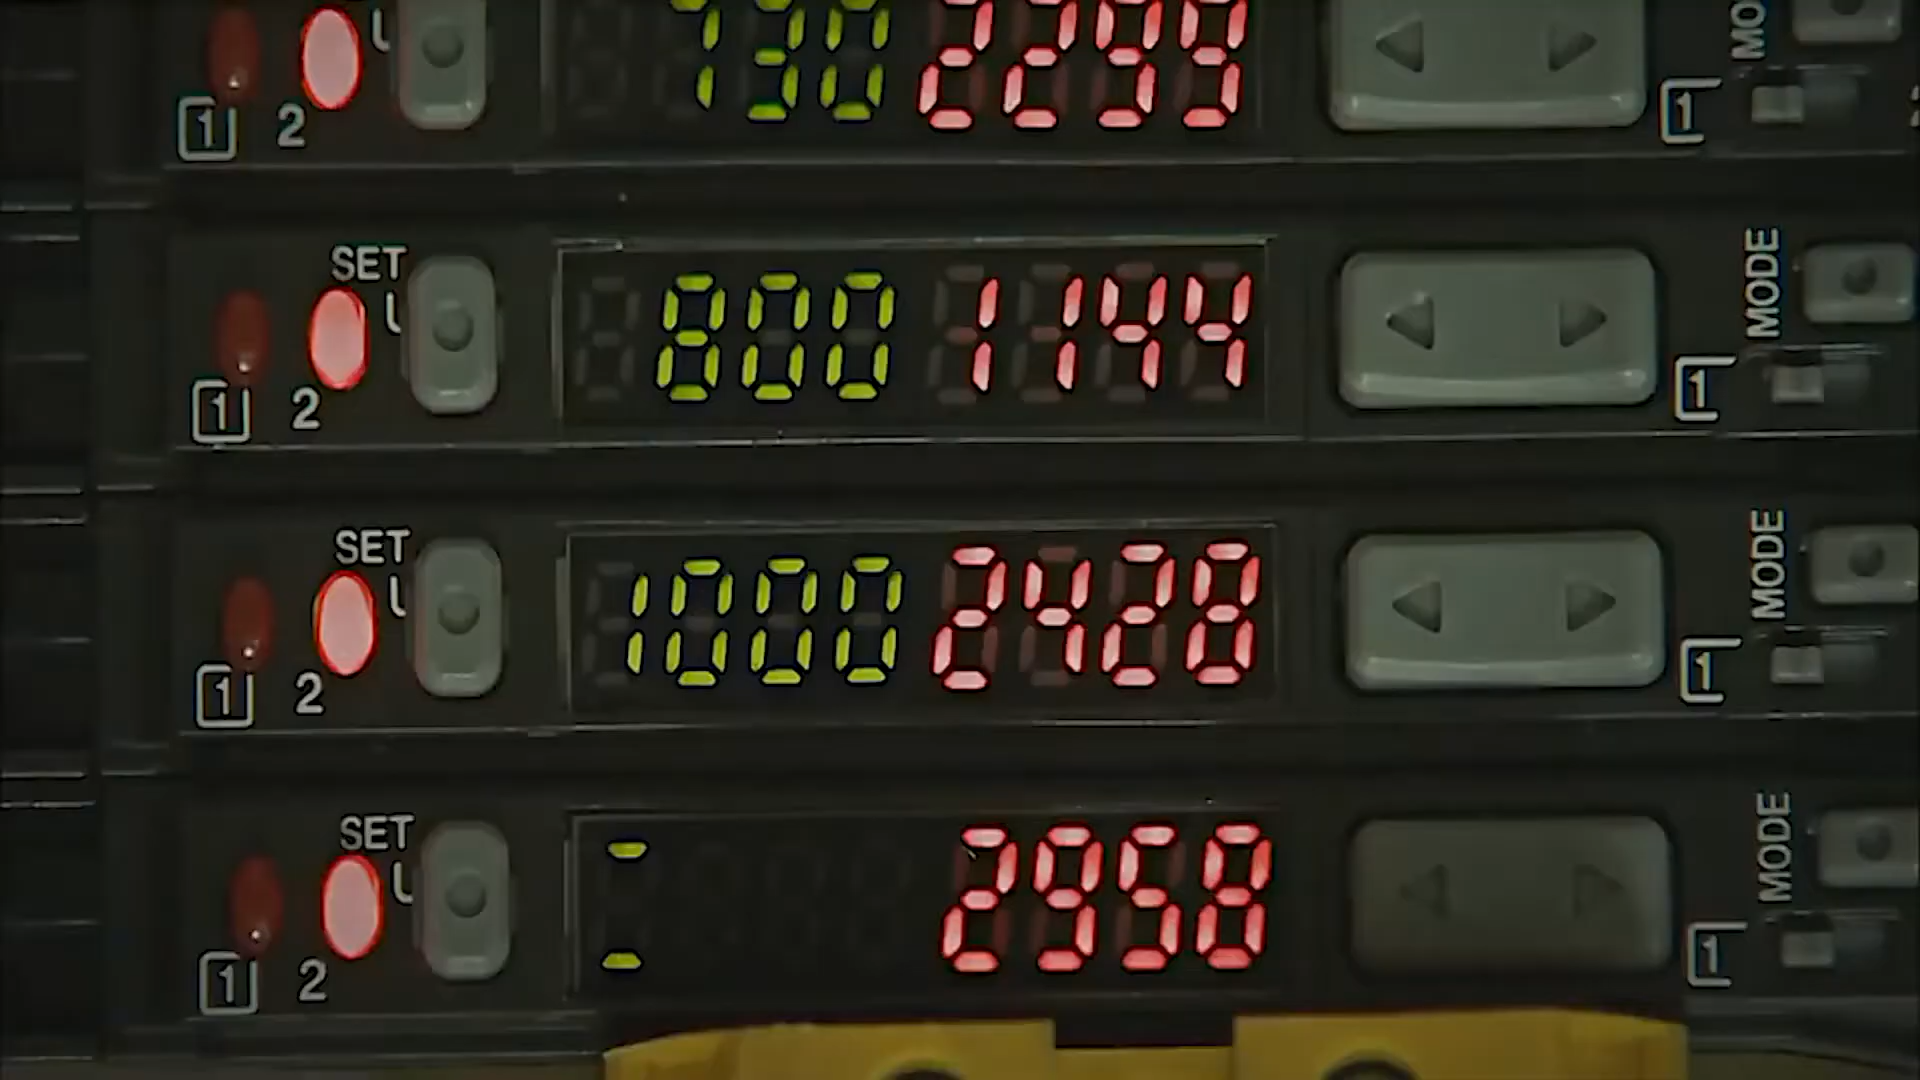 730 2299
1 2 1 MO
SET MODE
800 1144
1 2 1
SET MODE
1000 2428
1 2 1
SET MODE
2958
1 2 1